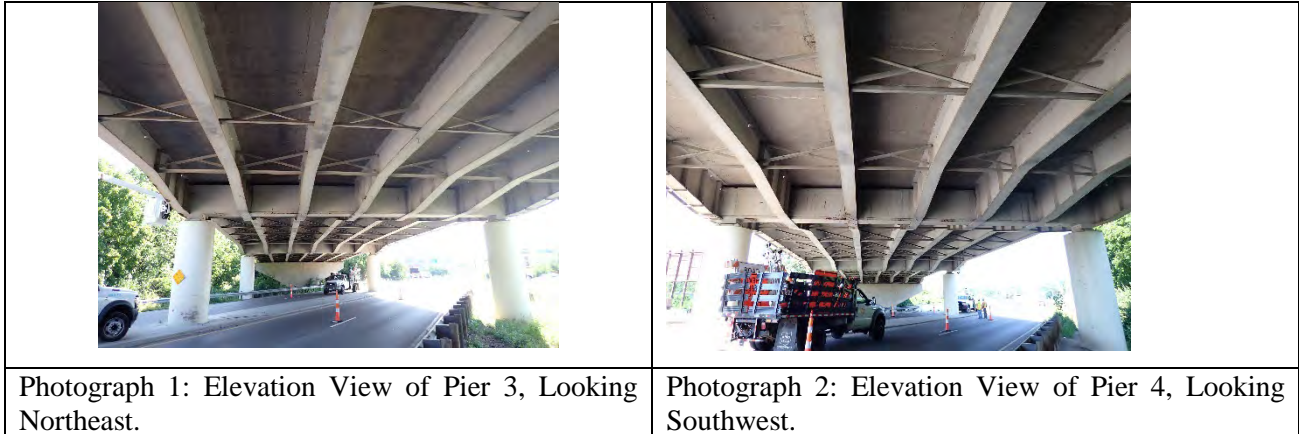 Photograph 1: Elevation View of Pier 3, Looking
Northeast.
Photograph 2: Elevation View of Pier 4, Looking
Southwest.